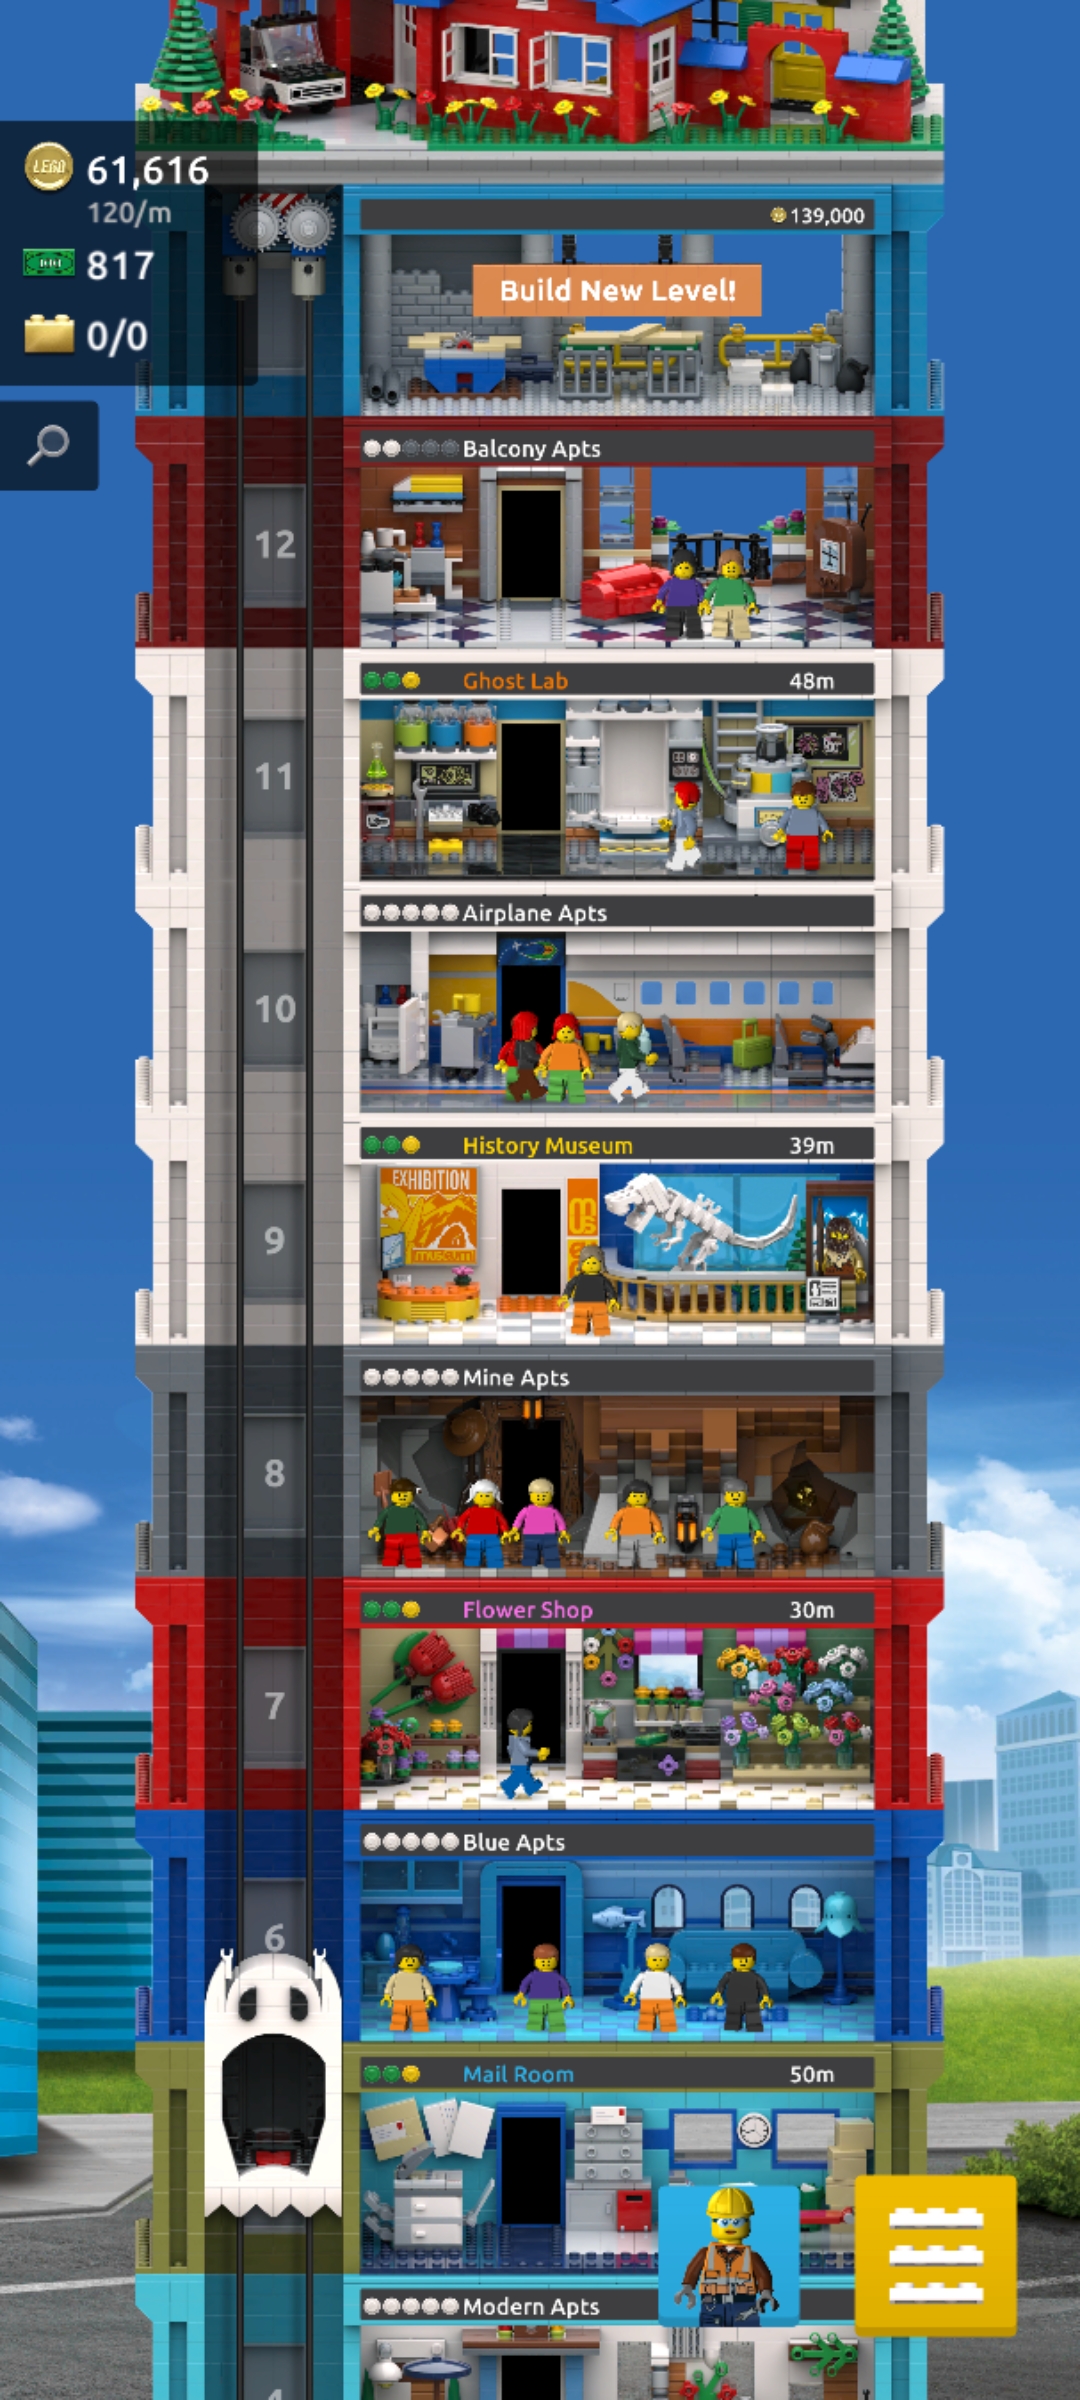 LEGO
61,616
120/m
817
0/0
139,000
Build New Level!
Balcony Apts
12
Ghost Lab 48m
11
Airplane Apts
10
History Museum 39m
EXHIBITION
museum
9
Mine Apts
8
Flower Shop 30m
7
Blue Apts
6
Mail Room 50m
Modern Apts
4